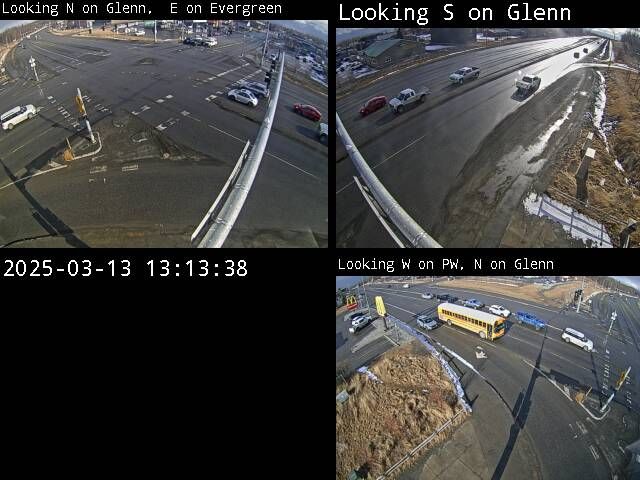 Looking N on Glenn,  E on Evergreen
Looking S on Glenn
2025-03-13 13:13:38
Looking W on PW, N on Glenn